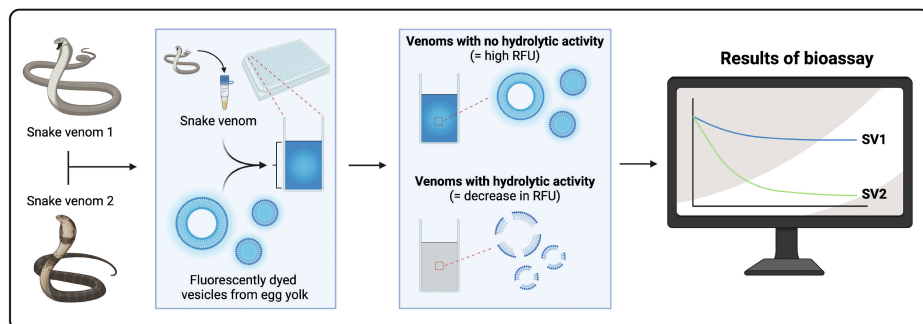 Snake venom 1
Snake venom 2
Snake venom
Fluorescently dyed
vesicles from egg yolk
Venoms with no hydrolytic activity
(= high RFU)
Venoms with hydrolytic activity
(= decrease in RFU)
Results of bioassay
SV1
SV2